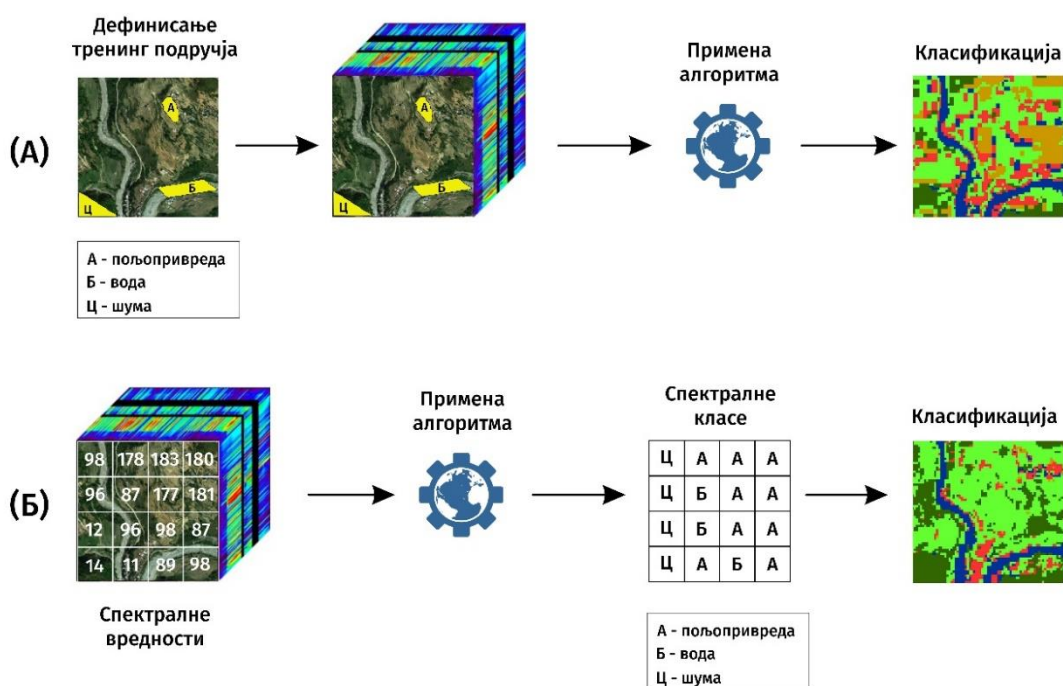 Дефинисање
тренинг подручја
Примена
алгоритма
Класификација
(А)
А
Б
Ц
А
Б
Ц
А - пољопривреда
Б - вода
Ц - шума
Примена
алгоритма
Спектралне
класе
Класификација
(Б)
98 178 183 180
96 87 177 181
12 96 98 87
14 11 89 98
Ц А А А
Ц Б А А
Ц Б А А
Ц А Б А
Спектралне
вредности
А - пољопривреда
Б - вода
Ц - шума